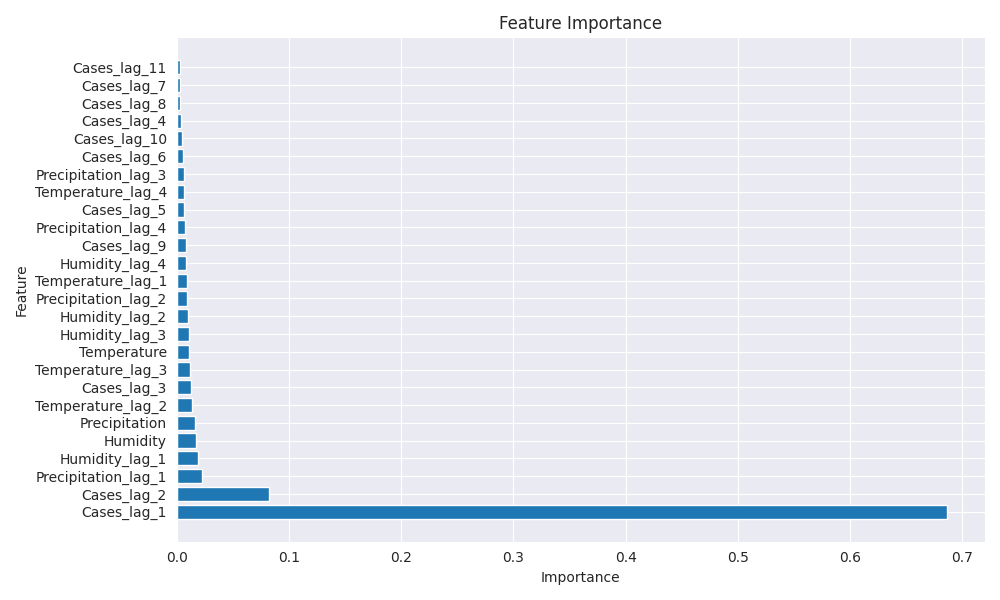 Feature Importance
Feature
Cases_lag_11
Cases_lag_7
Cases_lag_8
Cases_lag_4
Cases_lag_10
Cases_lag_6
Precipitation_lag_3
Temperature_lag_4
Cases_lag_5
Precipitation_lag_4
Cases_lag_9
Humidity_lag_4
Temperature_lag_1
Precipitation_lag_2
Humidity_lag_2
Humidity_lag_3
Temperature
Temperature_lag_3
Cases_lag_3
Temperature_lag_2
Precipitation
Humidity
Humidity_lag_1
Precipitation_lag_1
Cases_lag_2
Cases_lag_1
0.0 0.1 0.2 0.3 0.4 0.5 0.6 0.7
Importance